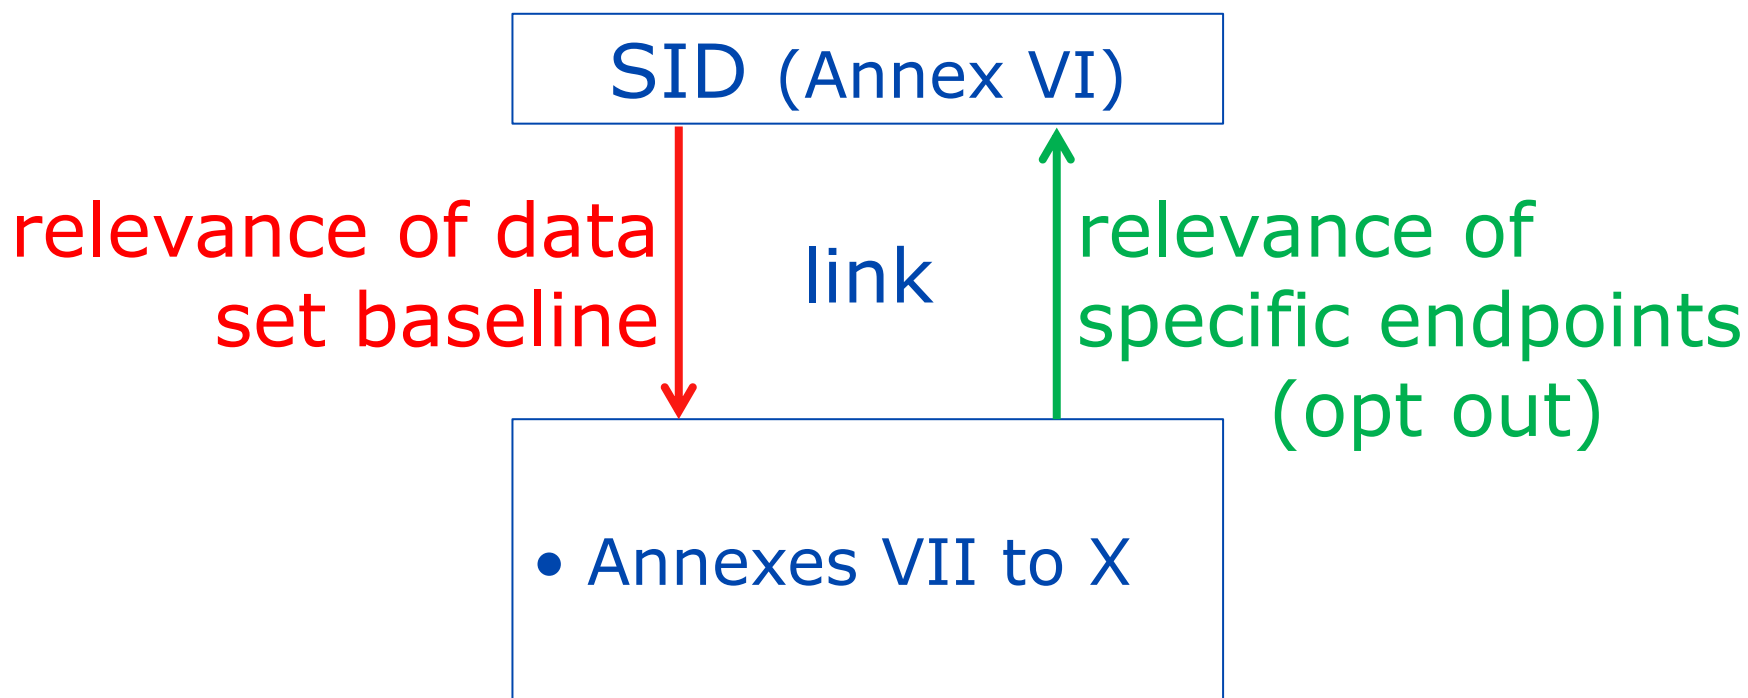 SID (Annex VI)
relevance of data
set baseline
link
relevance of
specific endpoints
(opt out)
• Annexes VII to X